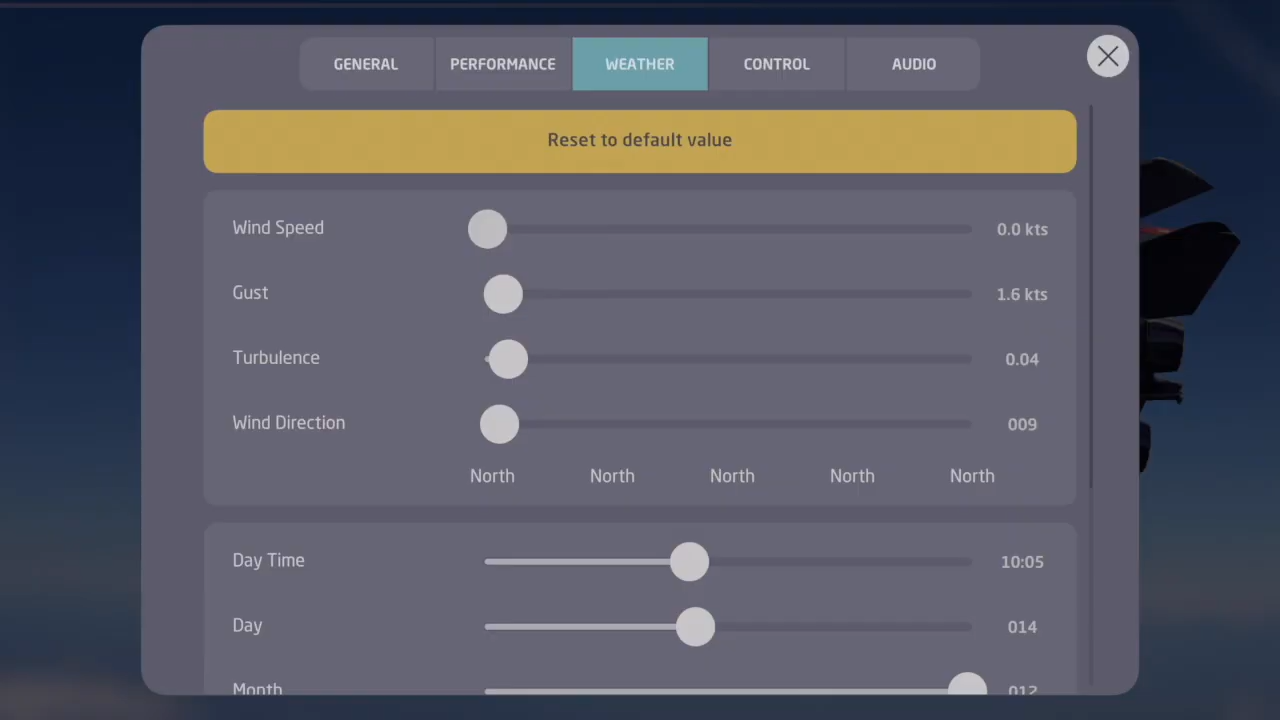 GENERAL PERFORMANCE WEATHER CONTROL AUDIO
Reset to default value
Wind Speed 0.0 kts
Gust 1.6 kts
Turbulence 0.04
Wind Direction 009
North North North North North
Day Time 10:05
Day 014
Month 012